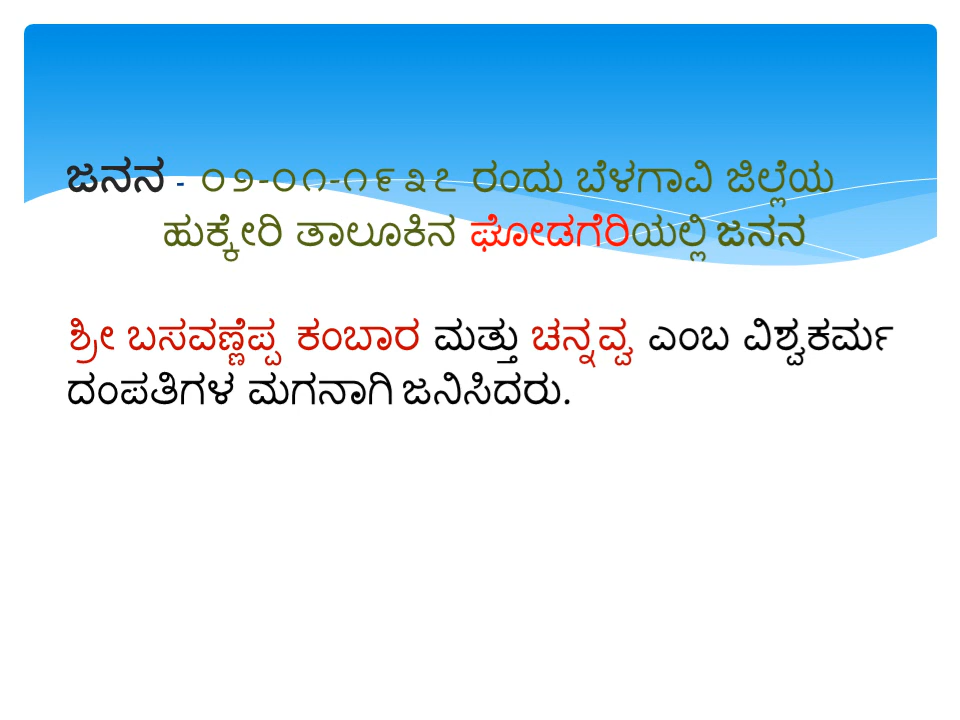 ಜನನ - ೦೨-೦೧-೧೯೩೭ ರಂದು ಬೆಳಗಾವಿ ಜಿಲ್ಲೆಯ
ಹುಕ್ಕೇರಿ ತಾಲೂಕಿನ ಘೋಡಗೆರಿಯಲ್ಲಿ ಜನನ
ಶ್ರೀ ಬಸವಣ್ಣೆಪ್ಪ ಕಂಬಾರ ಮತ್ತು ಚನ್ನವ್ವ ಎಂಬ ವಿಶ್ವಕರ್ಮ
ದಂಪತಿಗಳ ಮಗನಾಗಿ ಜನಿಸಿದರು.